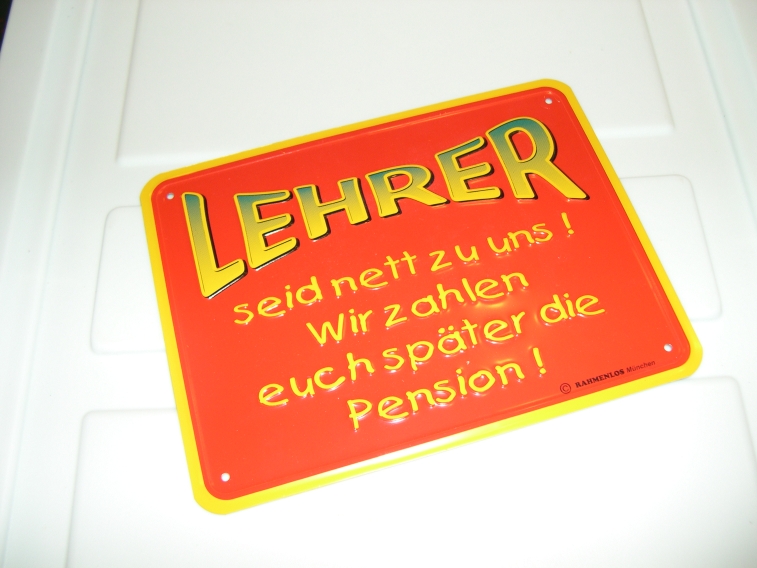 LEHRER
seid nett zu uns !
Wir zahlen
euch später die
Pension !
© RAHMENLOS München